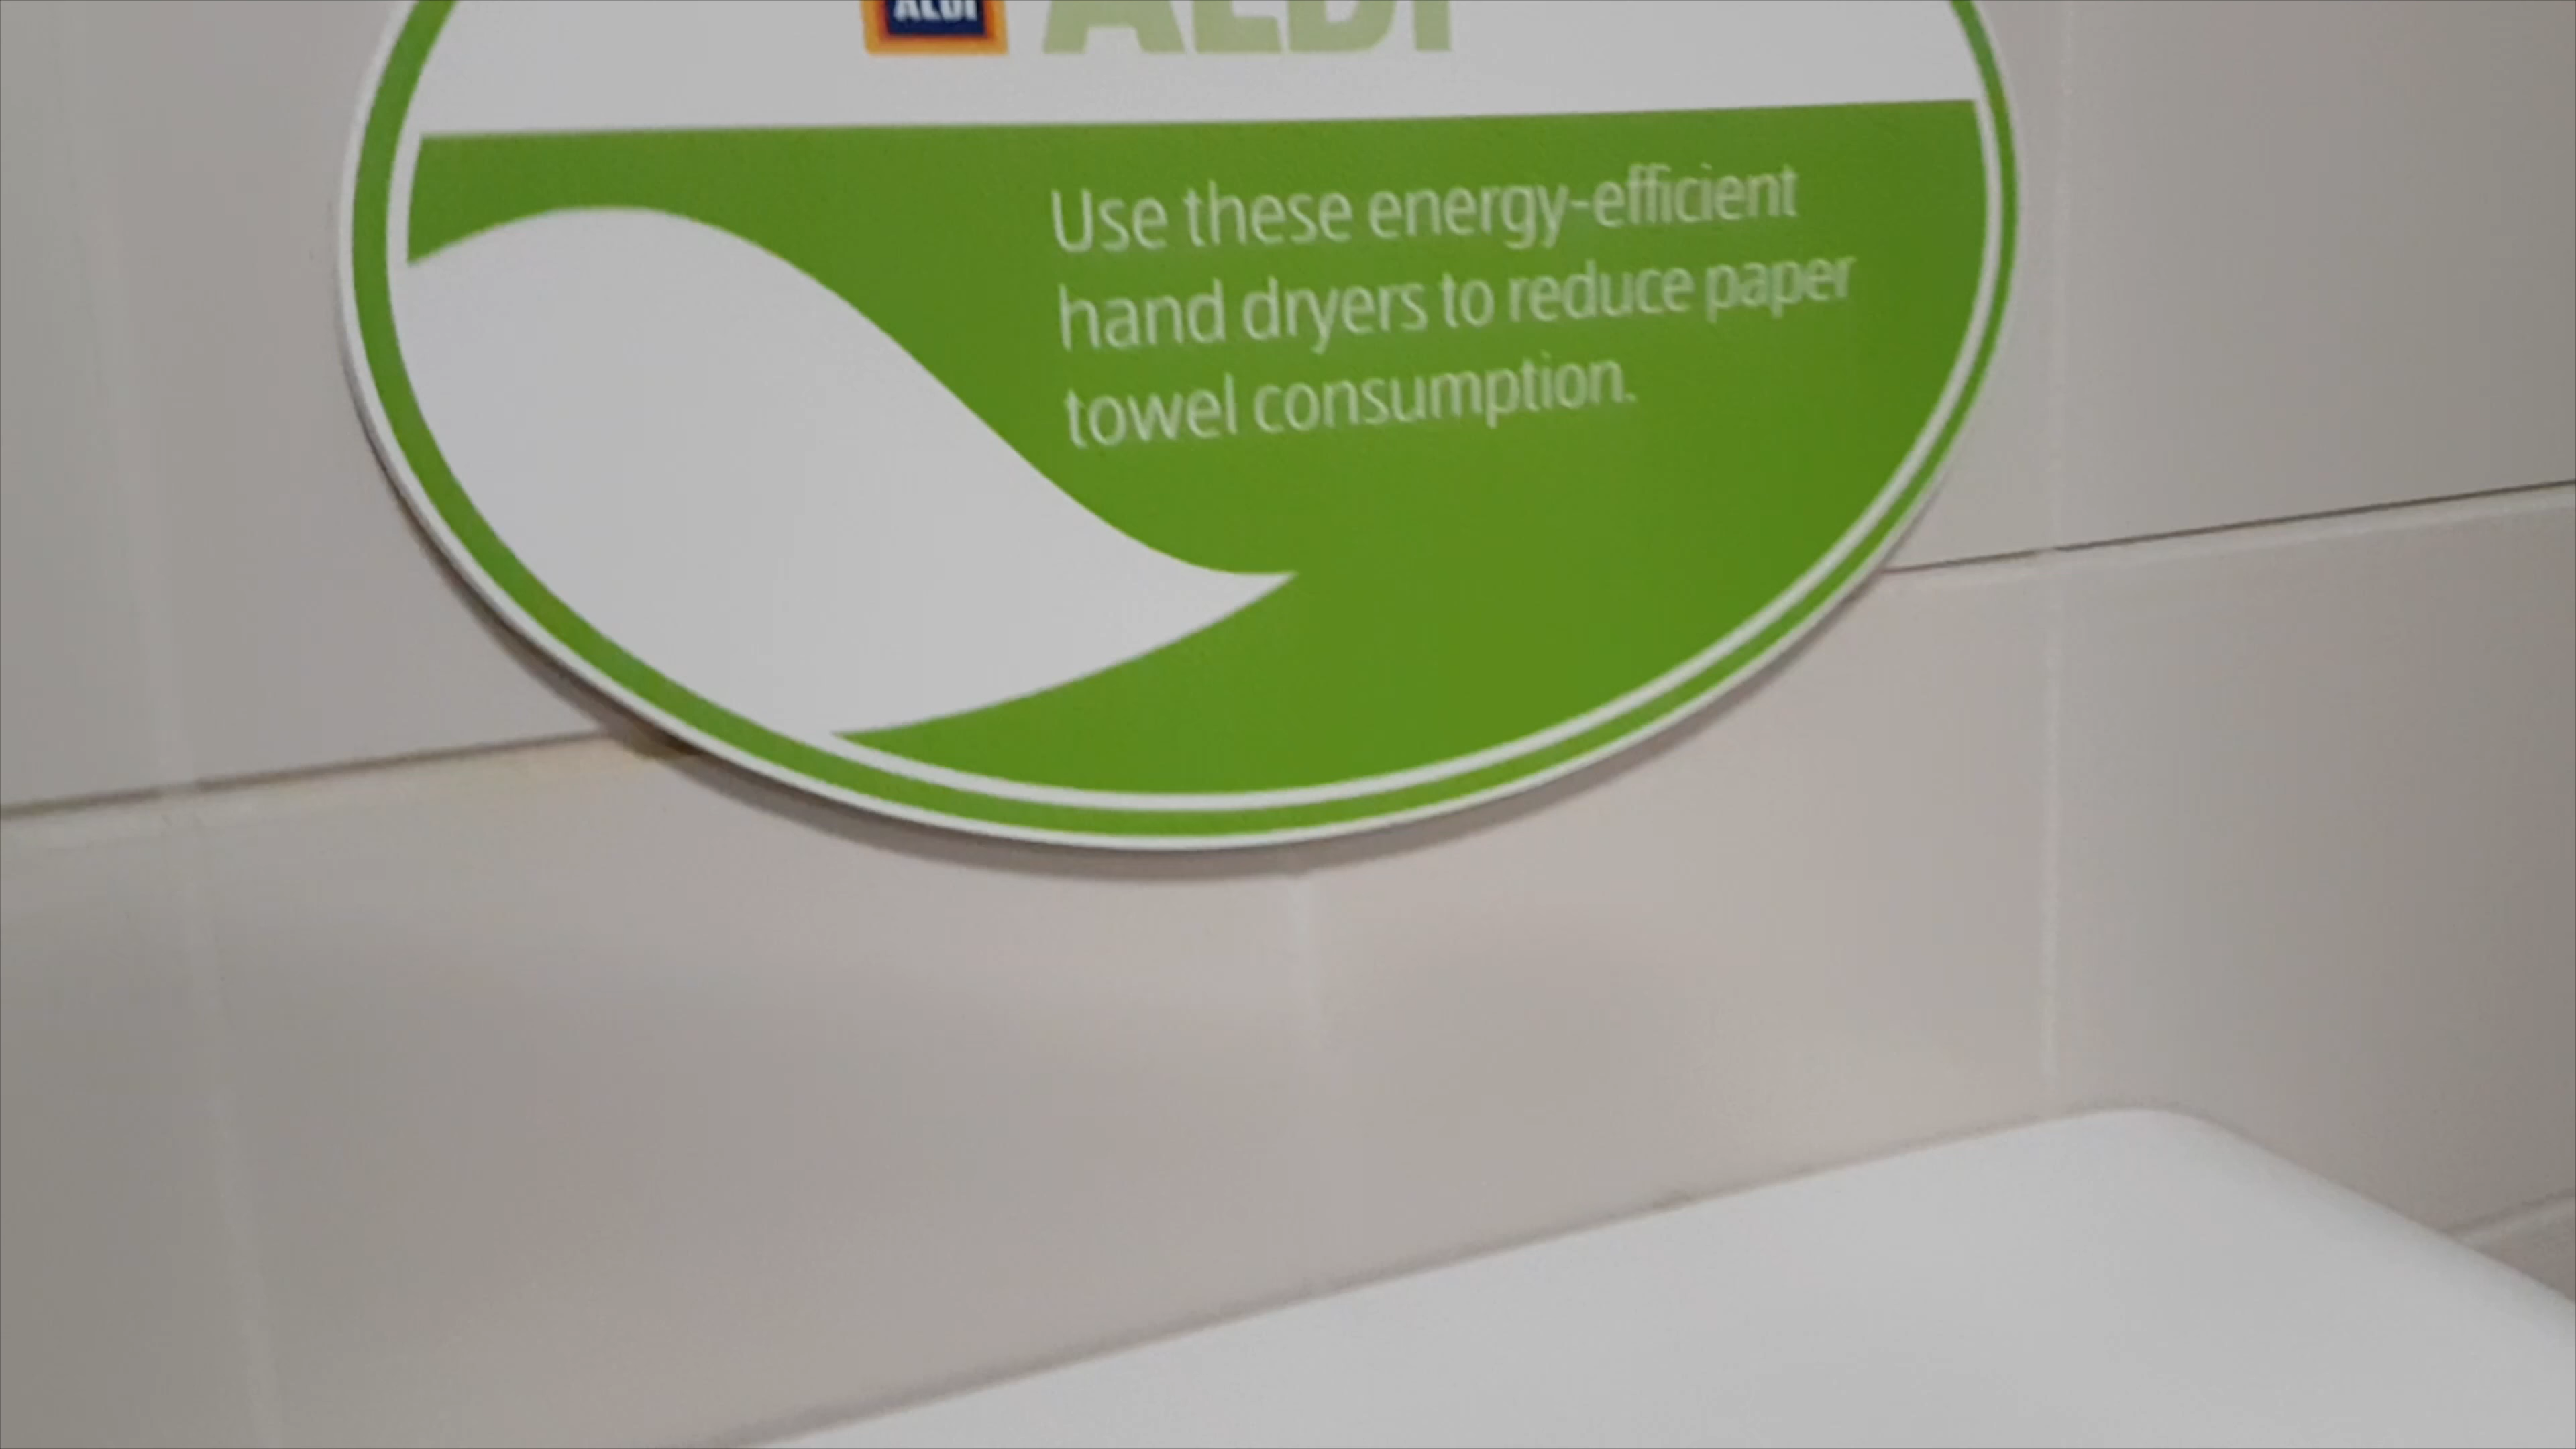 ALDI ALDI
Use these energy-efficient
hand dryers to reduce paper
towel consumption.